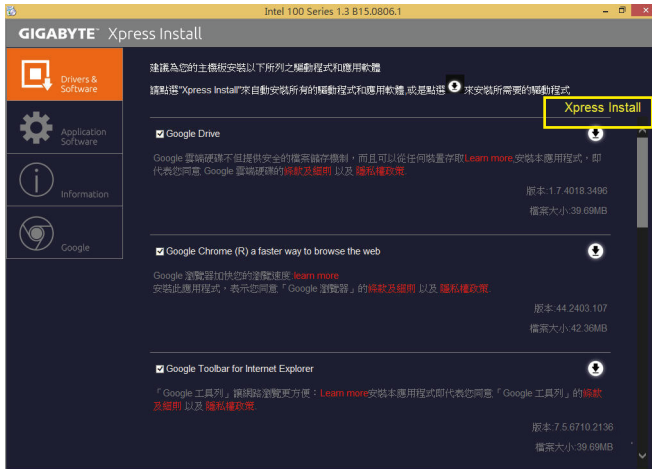 Intel 100 Series 1.3 B15.0806.1
GIGABYTE™ Xpress Install
Drivers &
Software
Application
Software
Information
Google
建議為您的主機板安裝以下所列之驅動程式和應用軟體
請點選"Xpress Install"來自動安裝所有的驅動程式和應用軟體,或是點選 來安裝所需要的驅動程式
Xpress Install
Google Drive
Google 雲端硬碟不但提供安全的檔案儲存機制，而且可以從任何裝置存取Learn more.安裝本應用程式，即
代表您同意 Google 雲端硬碟的條款及細則 以及 隱私權政策.
版本:1.7.4018.3496
檔案大小:39.69MB
Google Chrome (R) a faster way to browse the web
Google 瀏覽器加快您的瀏覽速度:learn more
安裝此應用程式，表示您同意「Google 瀏覽器」的條款及細則 以及 隱私權政策.
版本:44.2403.107
檔案大小:42.36MB
Google Toolbar for Internet Explorer
「Google 工具列」讓網路瀏覽更方便：Learn more安裝本應用程式即代表您同意「Google 工具列」的條款
及細則 以及 隱私權政策.
版本:7.5.6710.2136
檔案大小:39.69MB